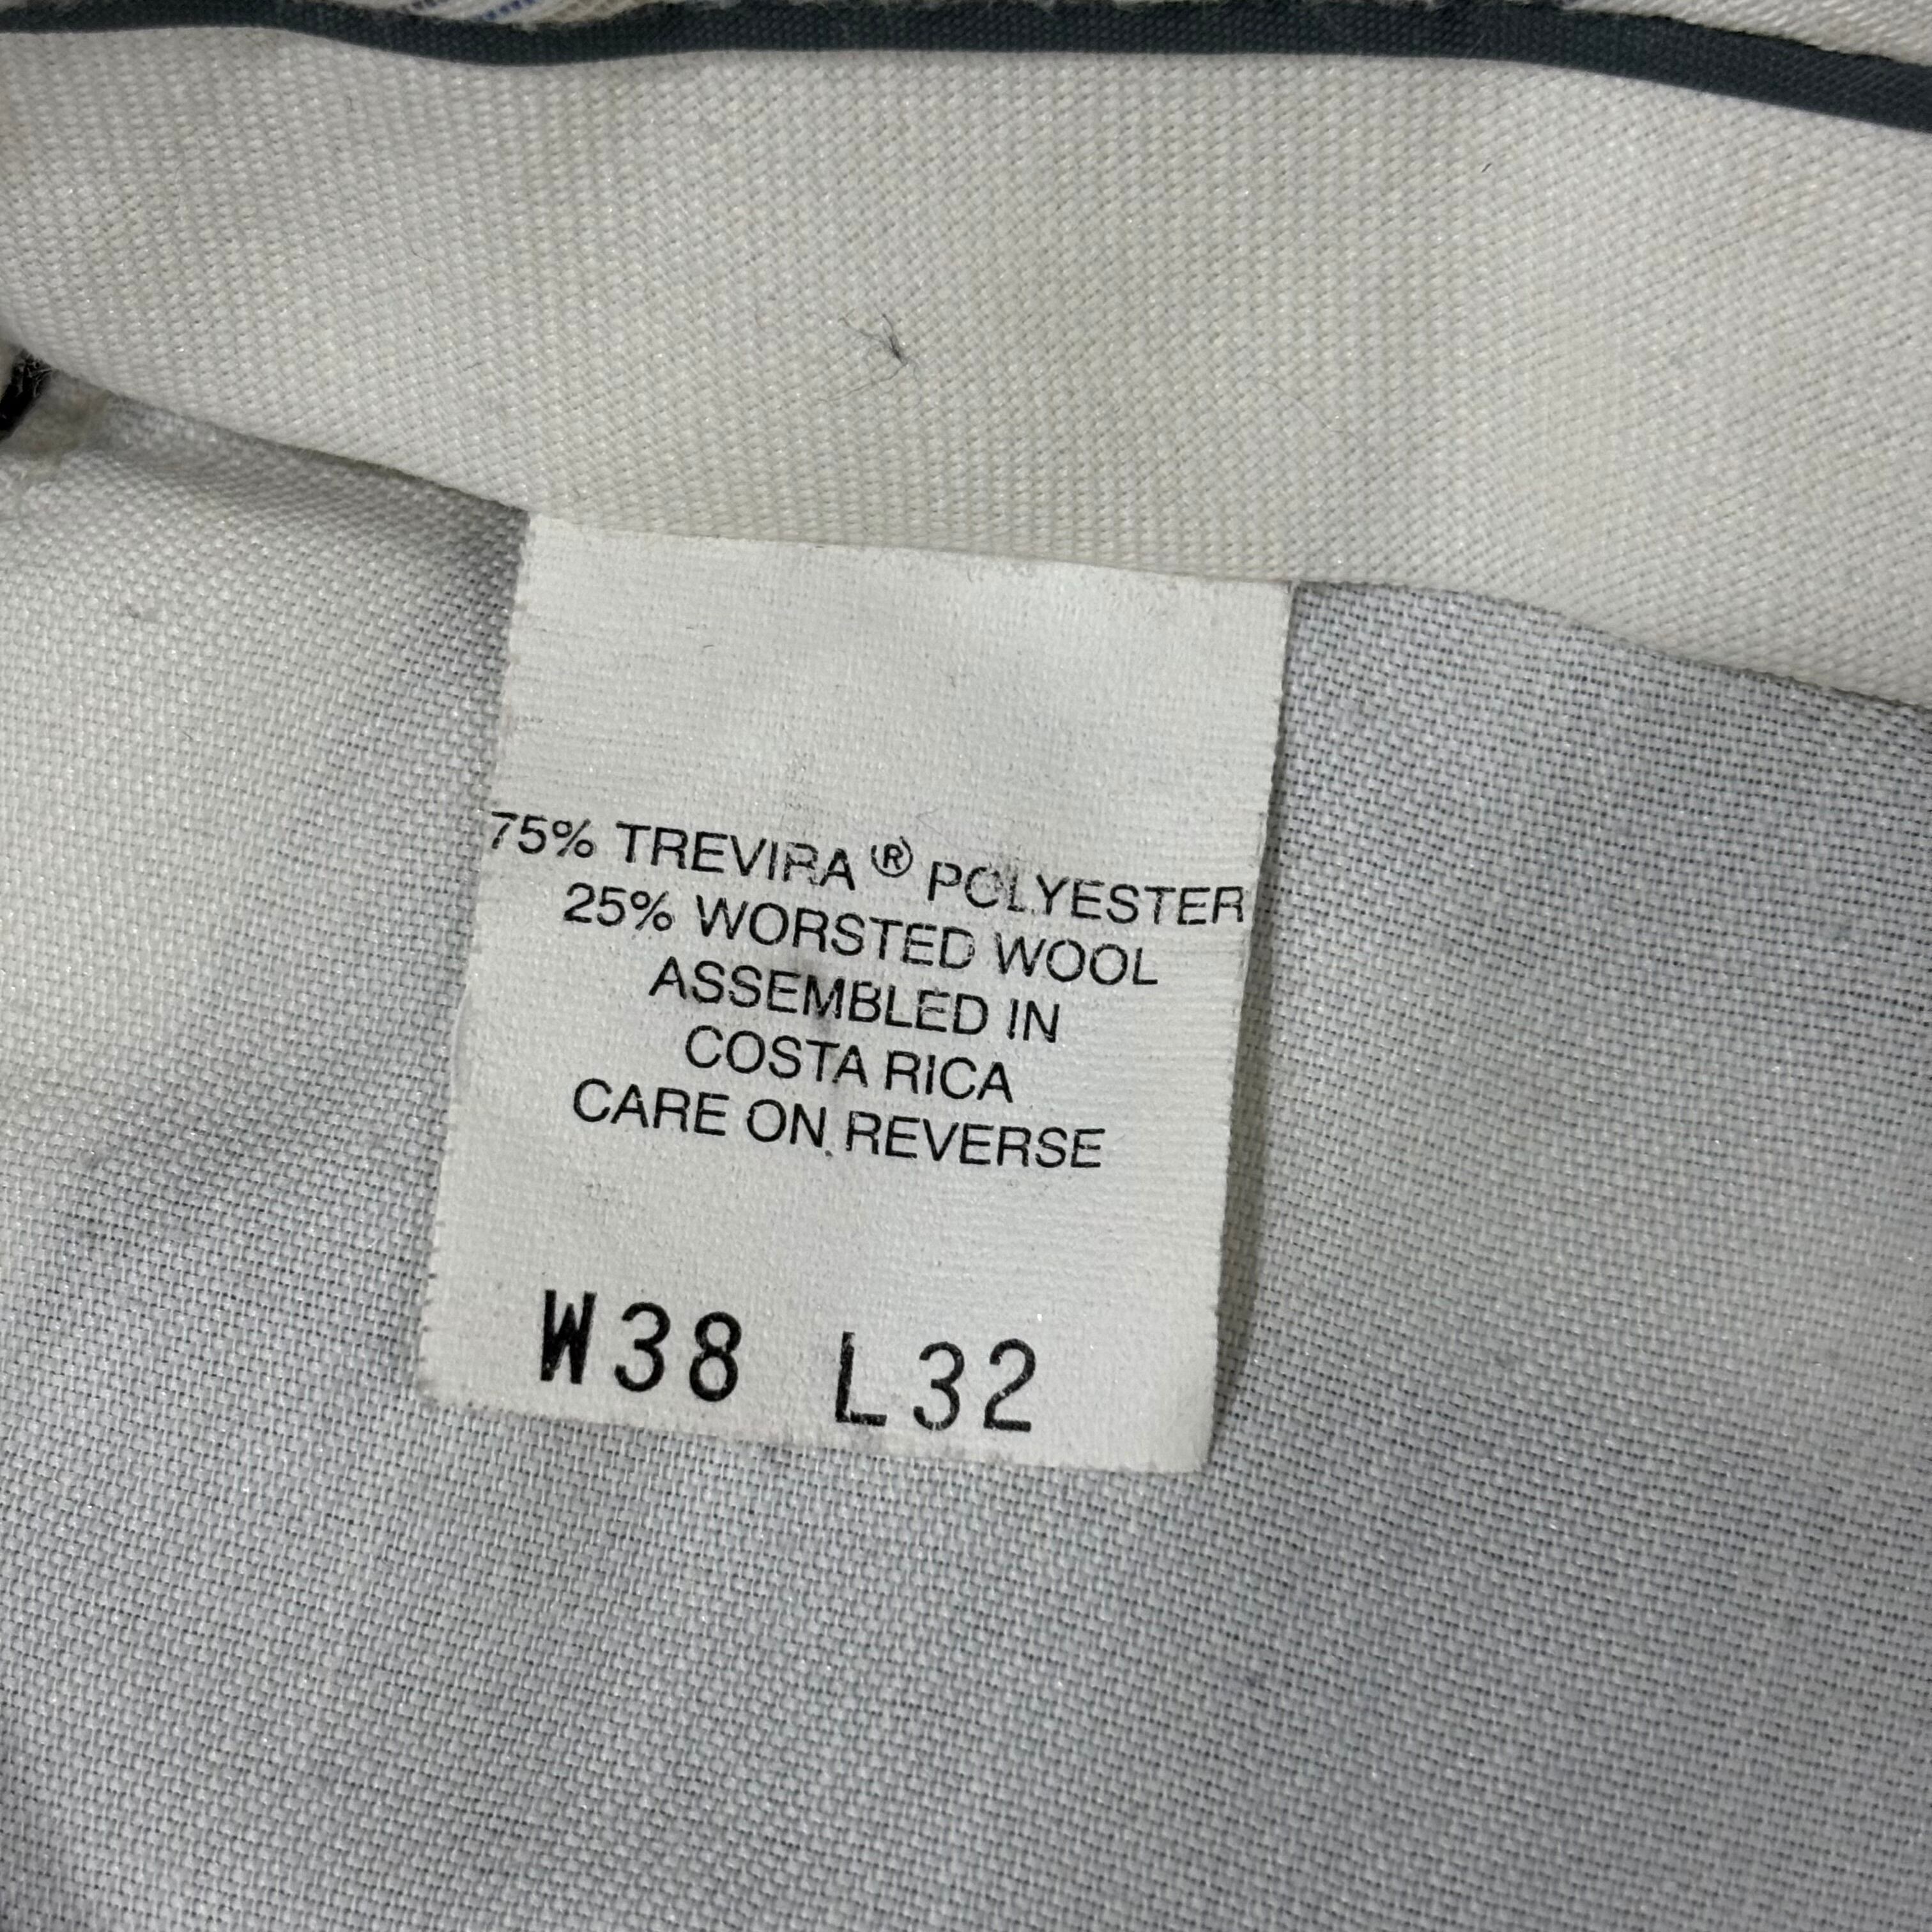 75% TREVIRA ® POLYESTER
25% WORSTED WOOL
ASSEMBLED IN
COSTA RICA
CARE ON REVERSE
W38 L32